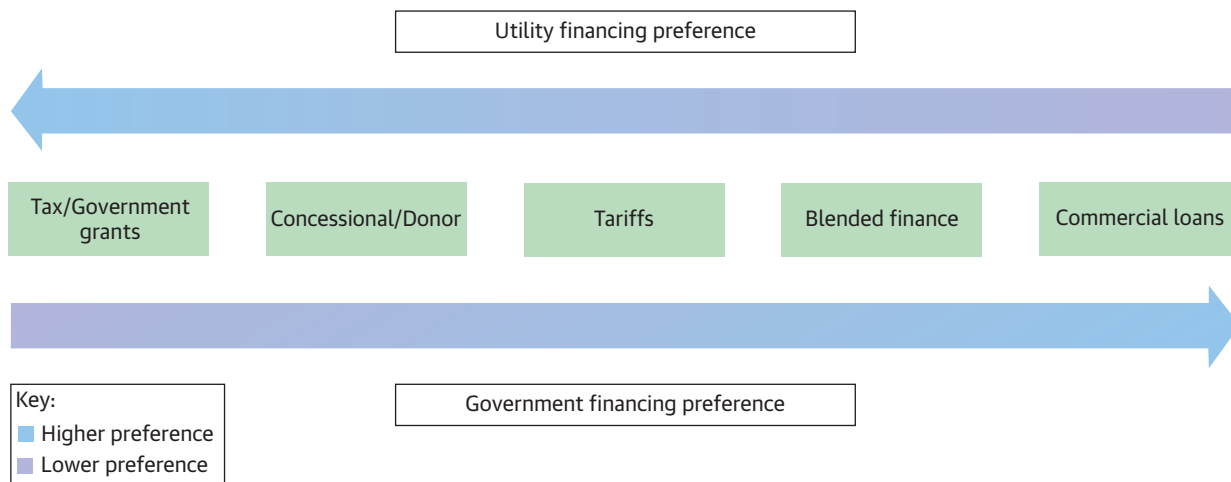 Utility financing preference
Tax/Government
grants
Concessional/Donor
Tariffs
Blended finance
Commercial loans
Government financing preference
Key:
Higher preference
Lower preference